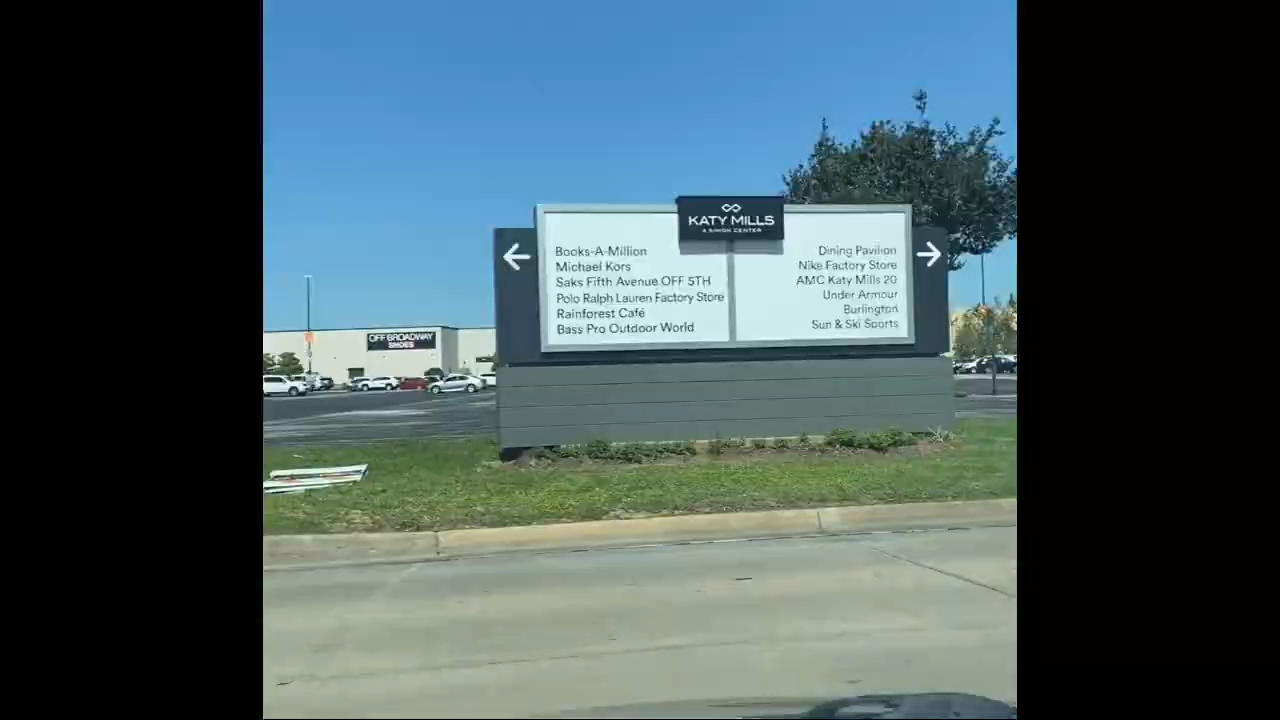 KATY MILLS
A SIMON CENTER
Books-A-Million
Michael Kors
Saks Fifth Avenue OFF 5TH
Polo Ralph Lauren Factory Store
Rainforest Café
Bass Pro Outdoor World
Dining Pavilion
Nike Factory Store
AMC Katy Mills 20
Under Armour
Burlington
Sun & Ski Sports
OFF BROADWAY
SHOES